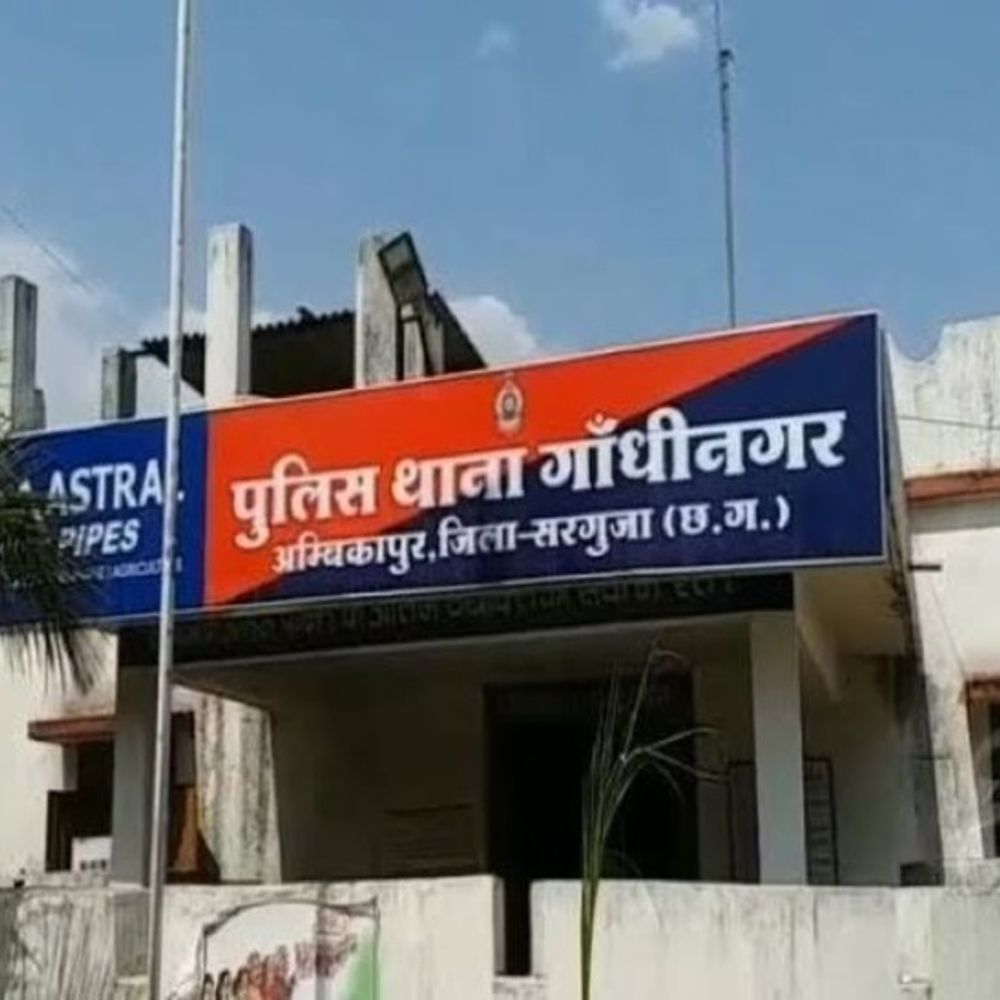 ASTRAL
PIPES
पुलिस थाना गाँधीनगर
अम्बिकापुर,जिला-सरगुजा (छ.ग.)